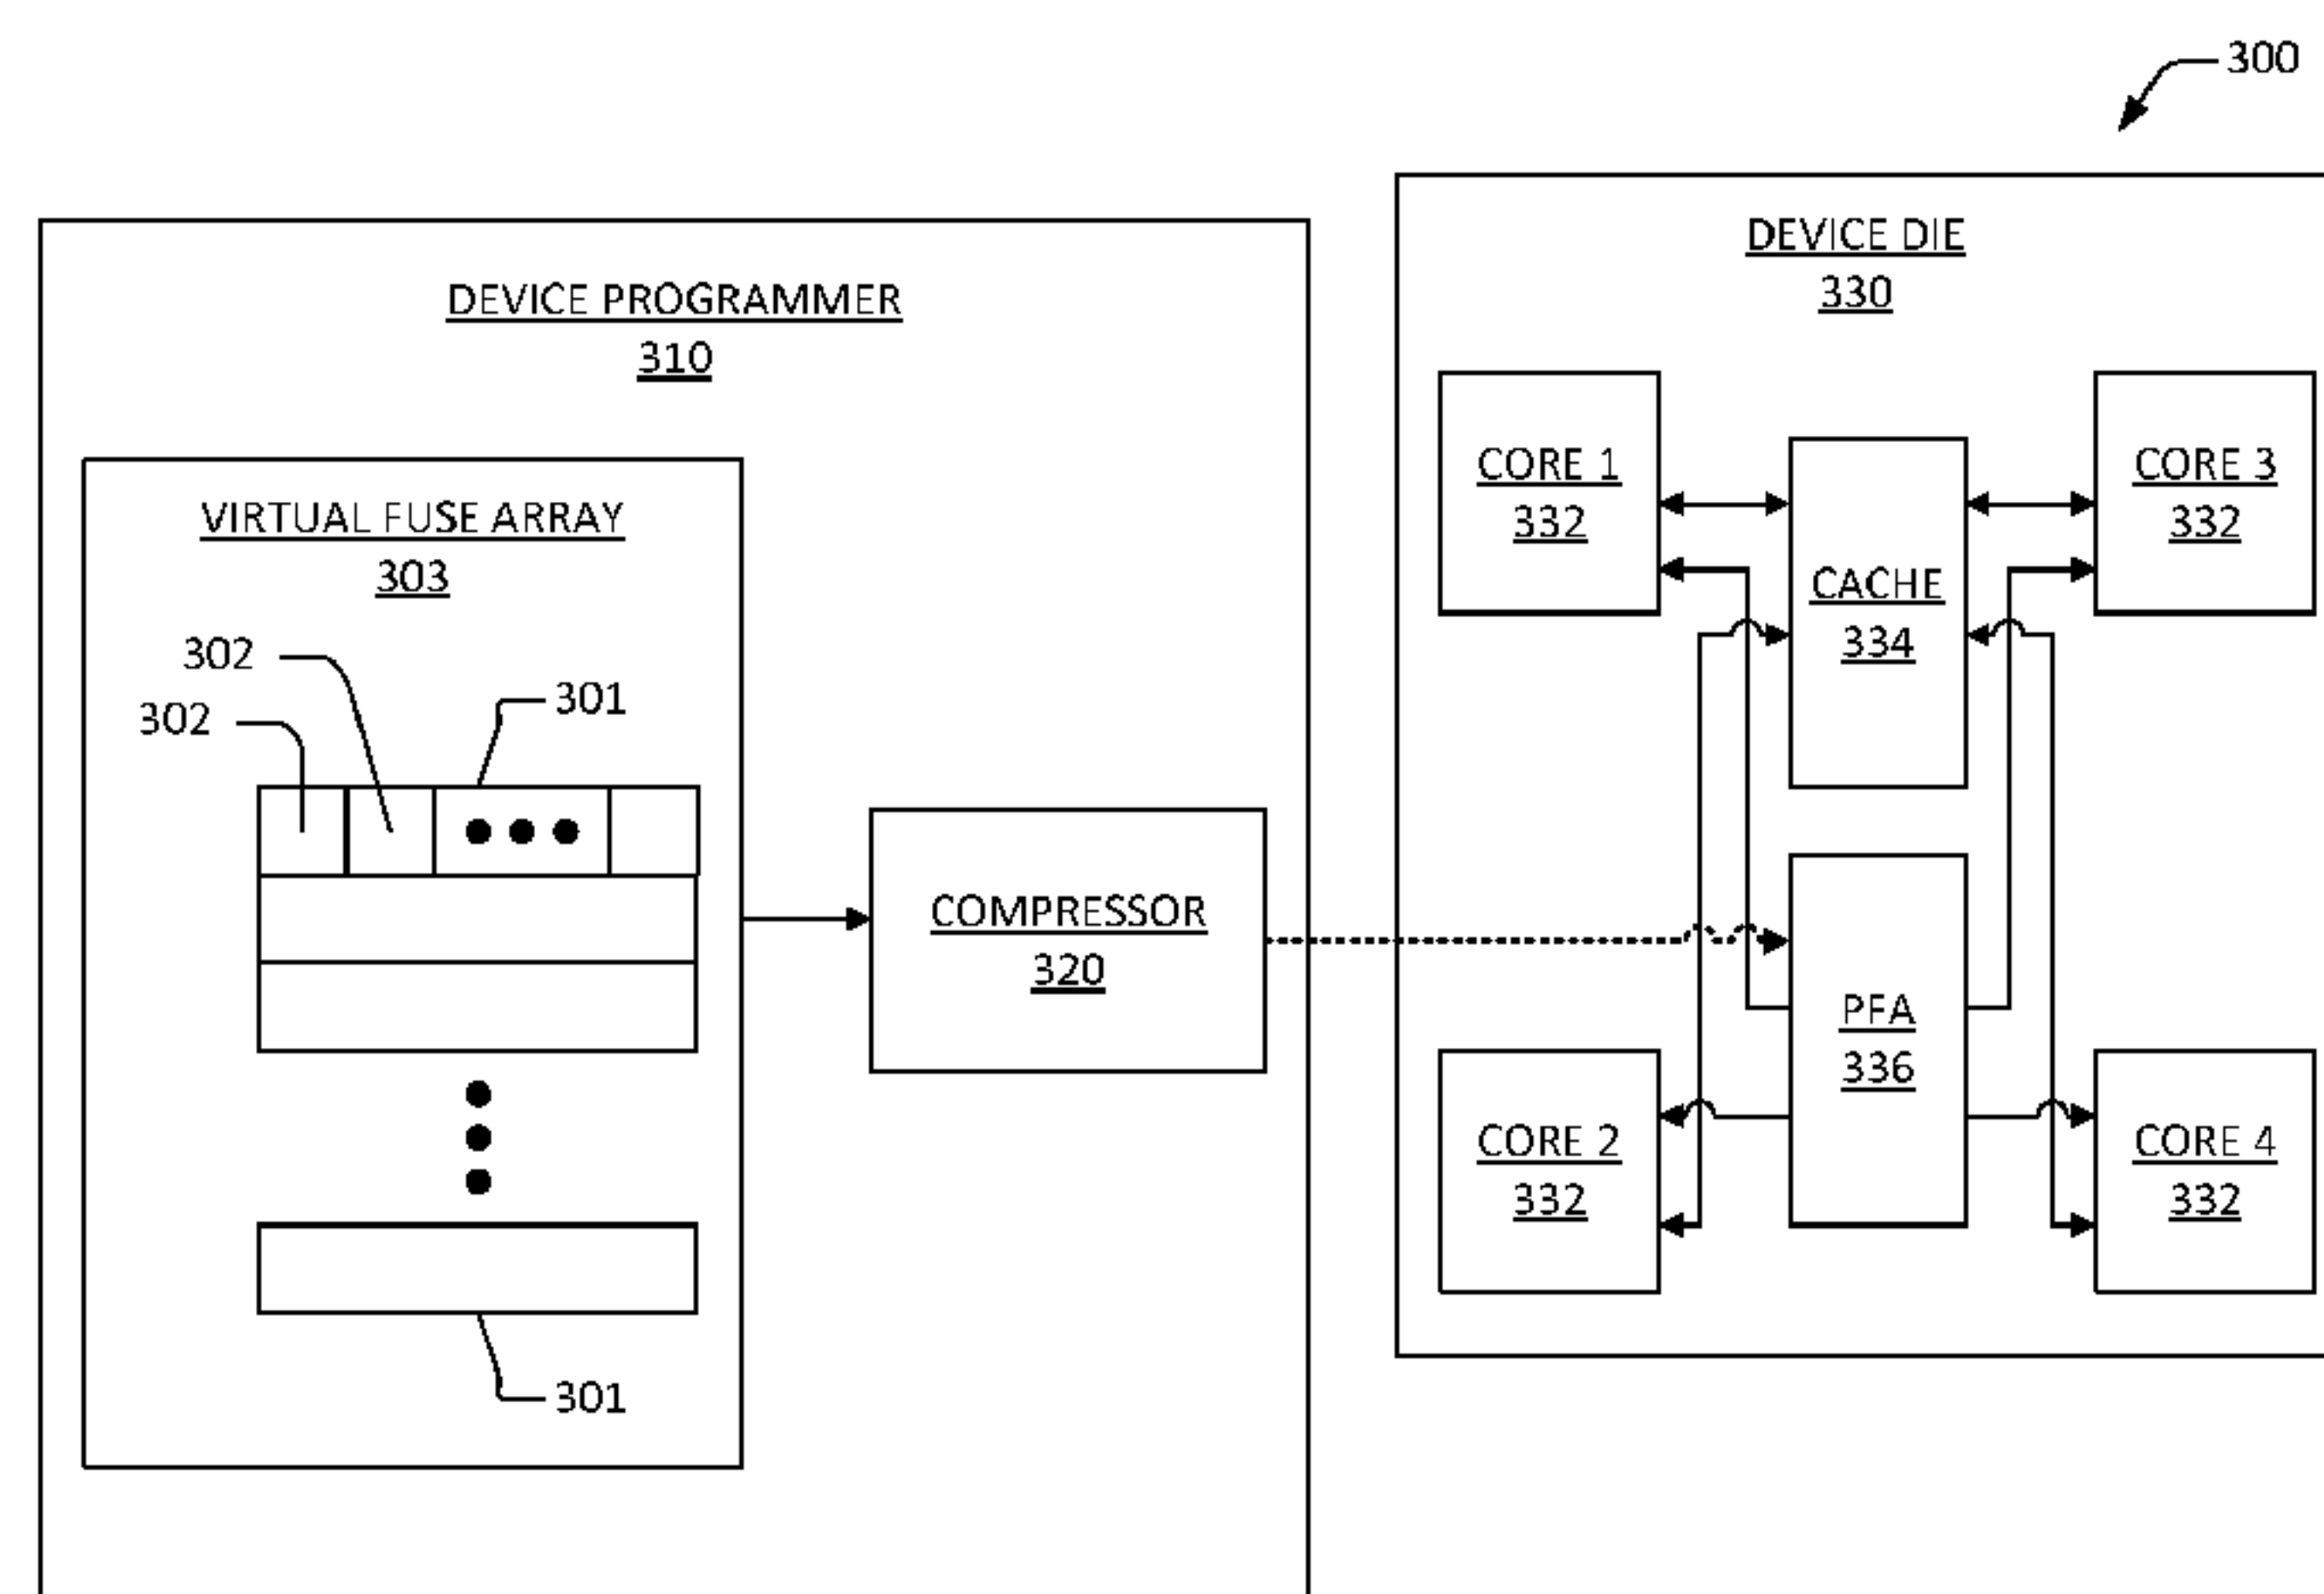 300
DEVICE PROGRAMMER
310
VIRTUAL FUSE ARRAY
303
302
302
301
301
COMPRESSOR
320
DEVICE DIE
330
CORE 1
332
CACHE
334
CORE 3
332
PFA
336
CORE 2
332
CORE 4
332